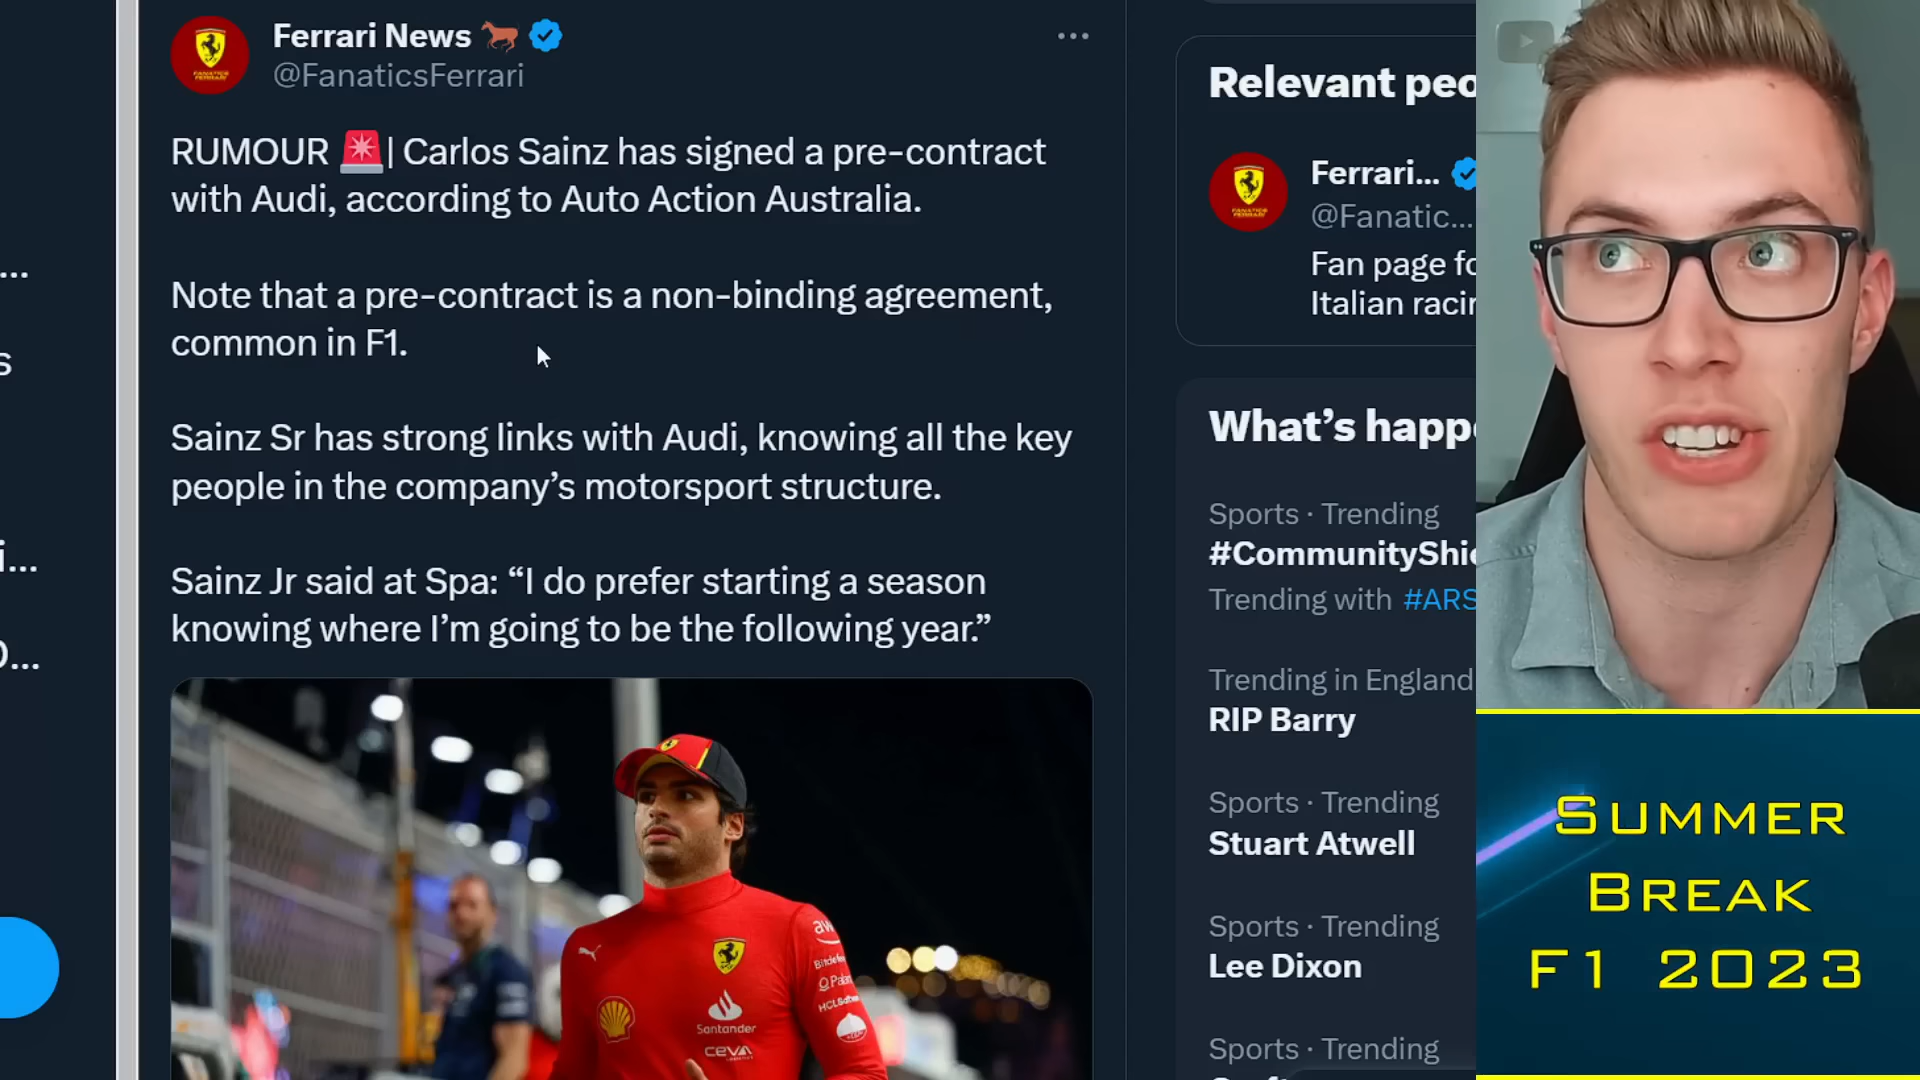 Ferrari News
@FanaticsFerrari
RUMOUR 🚨| Carlos Sainz has signed a pre-contract
with Audi, according to Auto Action Australia.
Note that a pre-contract is a non-binding agreement,
common in F1.
Sainz Sr has strong links with Audi, knowing all the key
people in the company’s motorsport structure.
Sainz Jr said at Spa: “I do prefer starting a season
knowing where I’m going to be the following year.”
Santander
ceva
Relevant peo
Ferrari...
@Fanatic...
Fan page fo
Italian racin
What’s happe
Sports · Trending
#CommunityShie
Trending with #ARS
Trending in England
RIP Barry
Sports · Trending
Stuart Atwell
Sports · Trending
Lee Dixon
Sports · Trending
SUMMER
BREAK
F1 2023